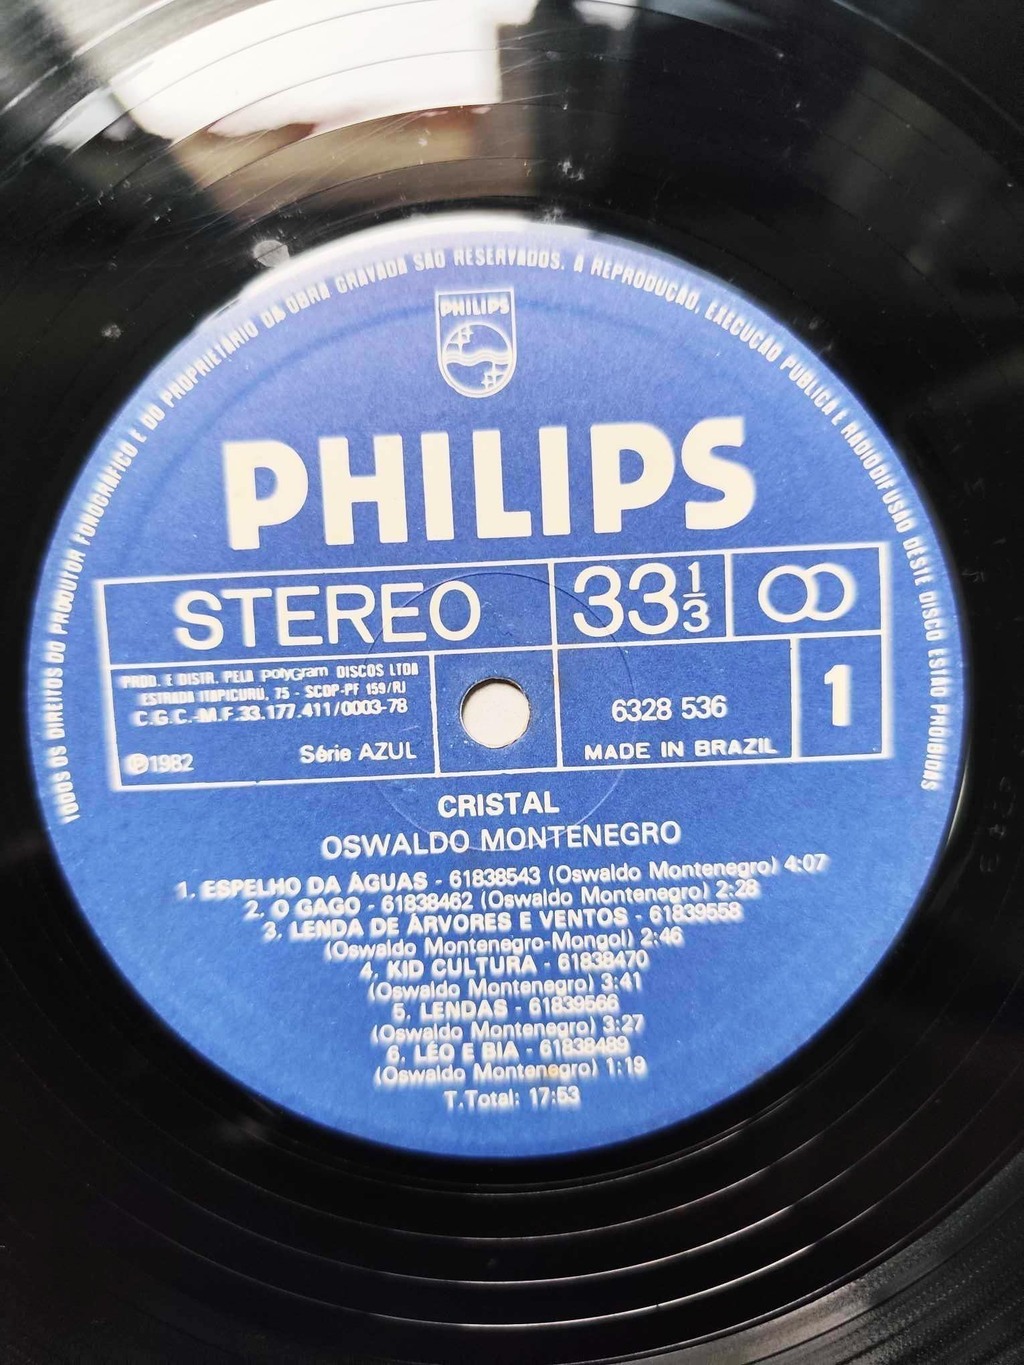 TODOS OS DIREITOS DO PRODUTOR FONOGRÁFICO E DO PROPRIETÁRIO DA OBRA GRAVADA SÃO RESERVADOS. A REPRODUÇÃO, EXECUÇÃO PÚBLICA E RADIODIFUSÃO DESTE DISCO ESTÃO PROIBIDAS
PHILIPS
PHILIPS
STEREO
33 1/3
PROD. E DISTR. PELA polyGram DISCOS LTDA
ESTRADA ITAPICURU, 75 - SCDP-PF 159/RJ
C.G.C.-M.F.33.177.411/0003-78
℗1982 Série AZUL
6328 536
MADE IN BRAZIL
1
CRISTAL
OSWALDO MONTENEGRO
1. ESPELHO DA ÁGUAS - 61838543 (Oswaldo Montenegro) 4:07
2. O GAGO - 61838462 (Oswaldo Montenegro) 2:28
3. LENDA DE ÁRVORES E VENTOS - 61839558
(Oswaldo Montenegro-Mongol) 2:46
4. KID CULTURA - 61838470
(Oswaldo Montenegro) 3:41
5. LENDAS - 61839566
(Oswaldo Montenegro) 3:27
6. LÉO E BIA - 61838489
(Oswaldo Montenegro) 1:19
T.Total: 17:53